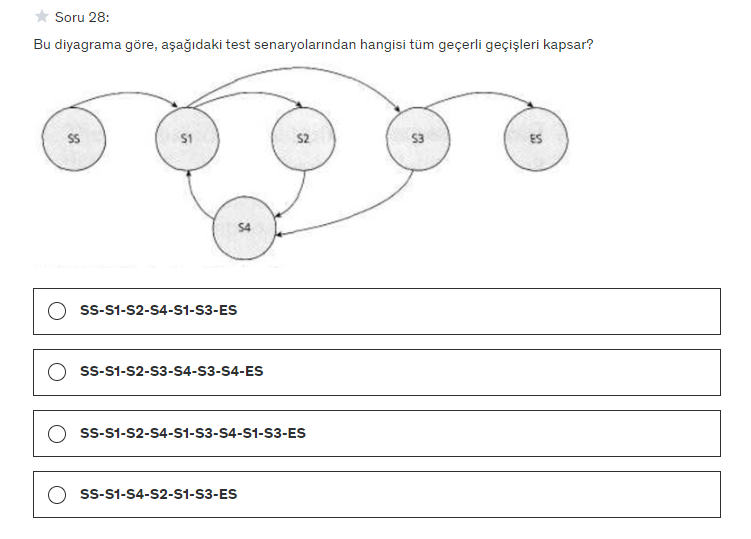 Soru 28:
Bu diyagrama göre, aşağıdaki test senaryolarından hangisi tüm geçerli geçişleri kapsar?
SS S1 S2 S3 ES
S4
SS-S1-S2-S4-S1-S3-ES
SS-S1-S2-S3-S4-S3-S4-ES
SS-S1-S2-S4-S1-S3-S4-S1-S3-ES
SS-S1-S4-S2-S1-S3-ES